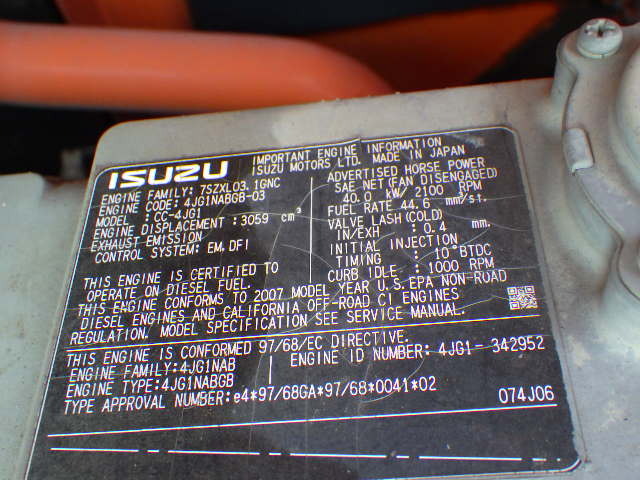 ISUZU
IMPORTANT ENGINE INFORMATION
ISUZU MOTORS LTD. MADE IN JAPAN
ENGINE FAMILY: 7SZXL03.1GNC
ENGINE CODE: 4JG1NABGB-03
MODEL : CC-4JG1
ENGINE DISPLACEMENT :3059 cm³
EXHAUST EMISSION
CONTROL SYSTEM: EM,DFI
ADVERTISED HORSE POWER
SAE NET(FAN DISENGAGED)
40.0 KW/ 2100 RPM
FUEL RATE 44.6 mm/st.
VALVE LASH(COLD)
IN/EXH : 0.4 mm.
INITIAL INJECTION
TIMING : 10°BTDC
CURB IDLE : 1000 RPM
THIS ENGINE IS CERTIFIED TO
OPERATE ON DIESEL FUEL.
THIS ENGINE CONFORMS TO 2007 MODEL YEAR U.S.EPA NON-ROAD
DIESEL ENGINES AND CALIFORNIA OFF-ROAD CI ENGINES
REGULATION. MODEL SPECIFICATION SEE SERVICE MANUAL.
THIS ENGINE IS CONFORMED 97/68/EC DIRECTIVE.
ENGINE FAMILY:4JG1NAB
ENGINE ID NUMBER: 4JG1- 342952
ENGINE TYPE:4JG1NABGB
TYPE APPROVAL NUMBER:e4*97/68GA*97/68*0041*02
074J06